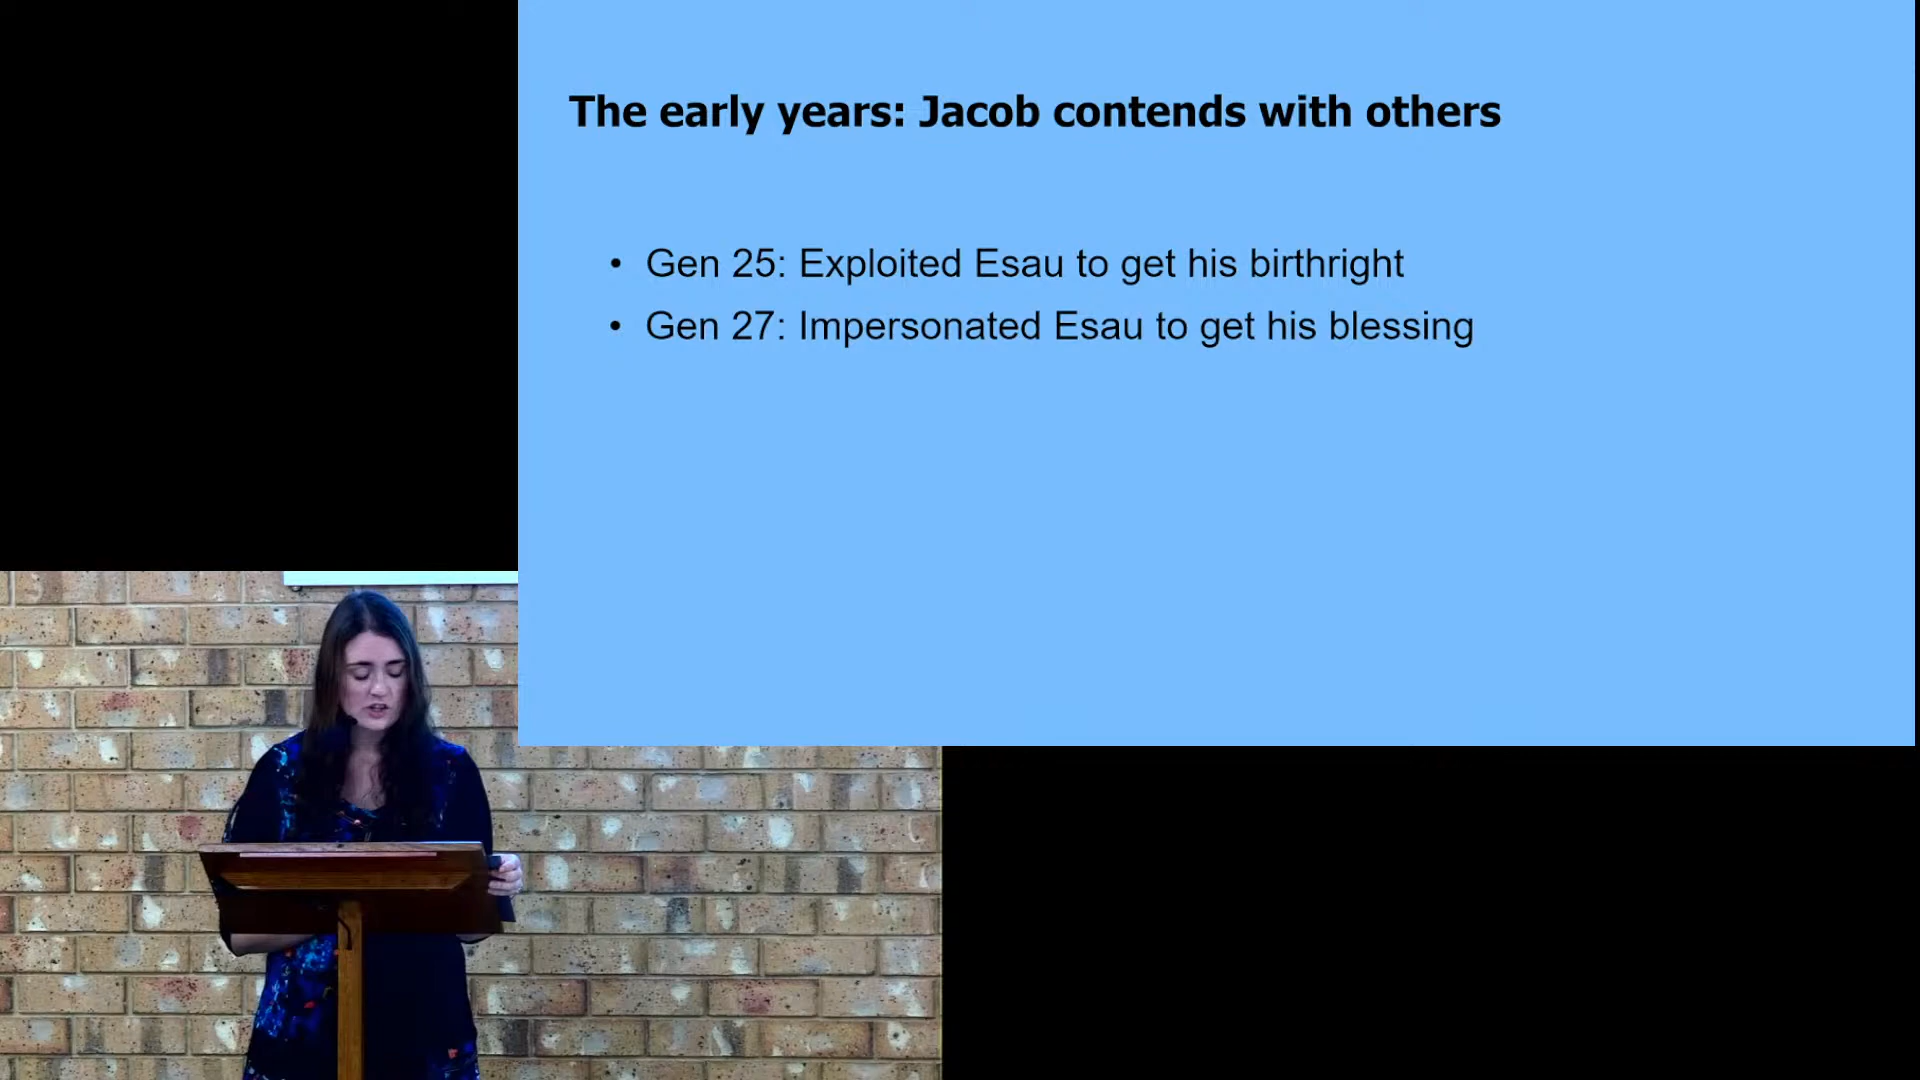 The early years: Jacob contends with others
• Gen 25: Exploited Esau to get his birthright
• Gen 27: Impersonated Esau to get his blessing